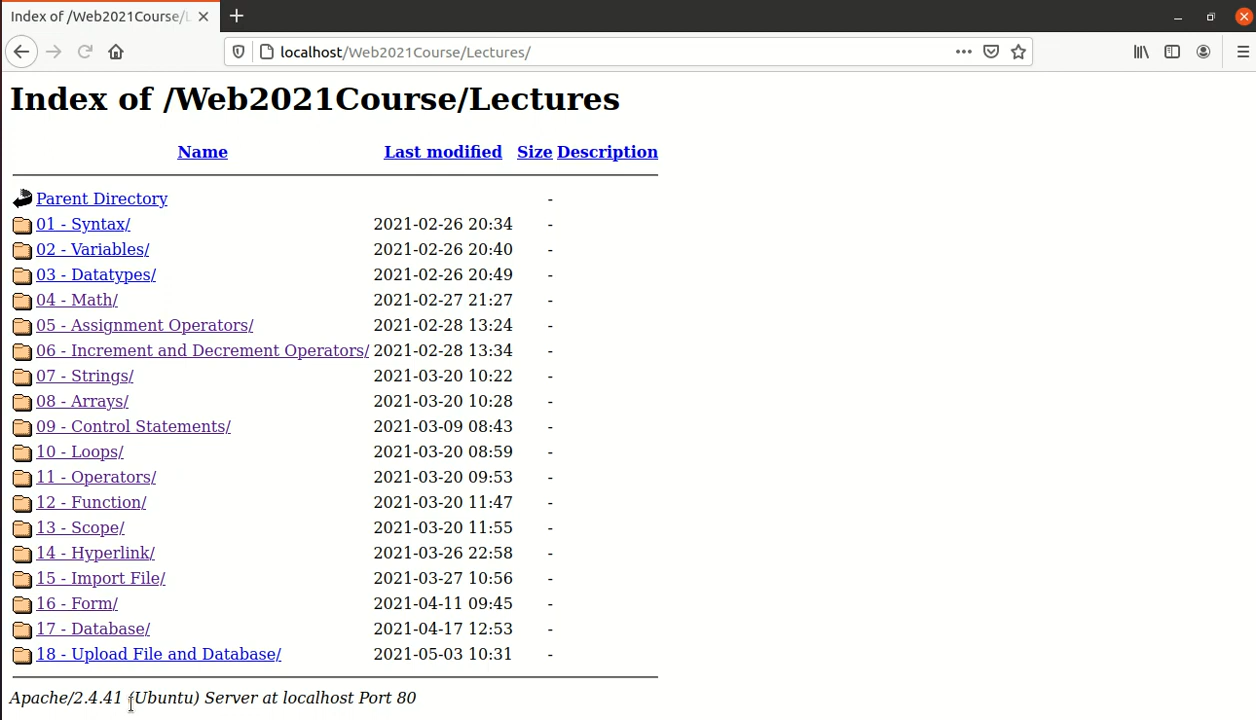 Index of /Web2021Course/L
localhost/Web2021Course/Lectures/
Index of /Web2021Course/Lectures
Name Last modified Size Description
Parent Directory -
01 - Syntax/ 2021-02-26 20:34 -
02 - Variables/ 2021-02-26 20:40 -
03 - Datatypes/ 2021-02-26 20:49 -
04 - Math/ 2021-02-27 21:27 -
05 - Assignment Operators/ 2021-02-28 13:24 -
06 - Increment and Decrement Operators/ 2021-02-28 13:34 -
07 - Strings/ 2021-03-20 10:22 -
08 - Arrays/ 2021-03-20 10:28 -
09 - Control Statements/ 2021-03-09 08:43 -
10 - Loops/ 2021-03-20 08:59 -
11 - Operators/ 2021-03-20 09:53 -
12 - Function/ 2021-03-20 11:47 -
13 - Scope/ 2021-03-20 11:55 -
14 - Hyperlink/ 2021-03-26 22:58 -
15 - Import File/ 2021-03-27 10:56 -
16 - Form/ 2021-04-11 09:45 -
17 - Database/ 2021-04-17 12:53 -
18 - Upload File and Database/ 2021-05-03 10:31 -
Apache/2.4.41 (Ubuntu) Server at localhost Port 80